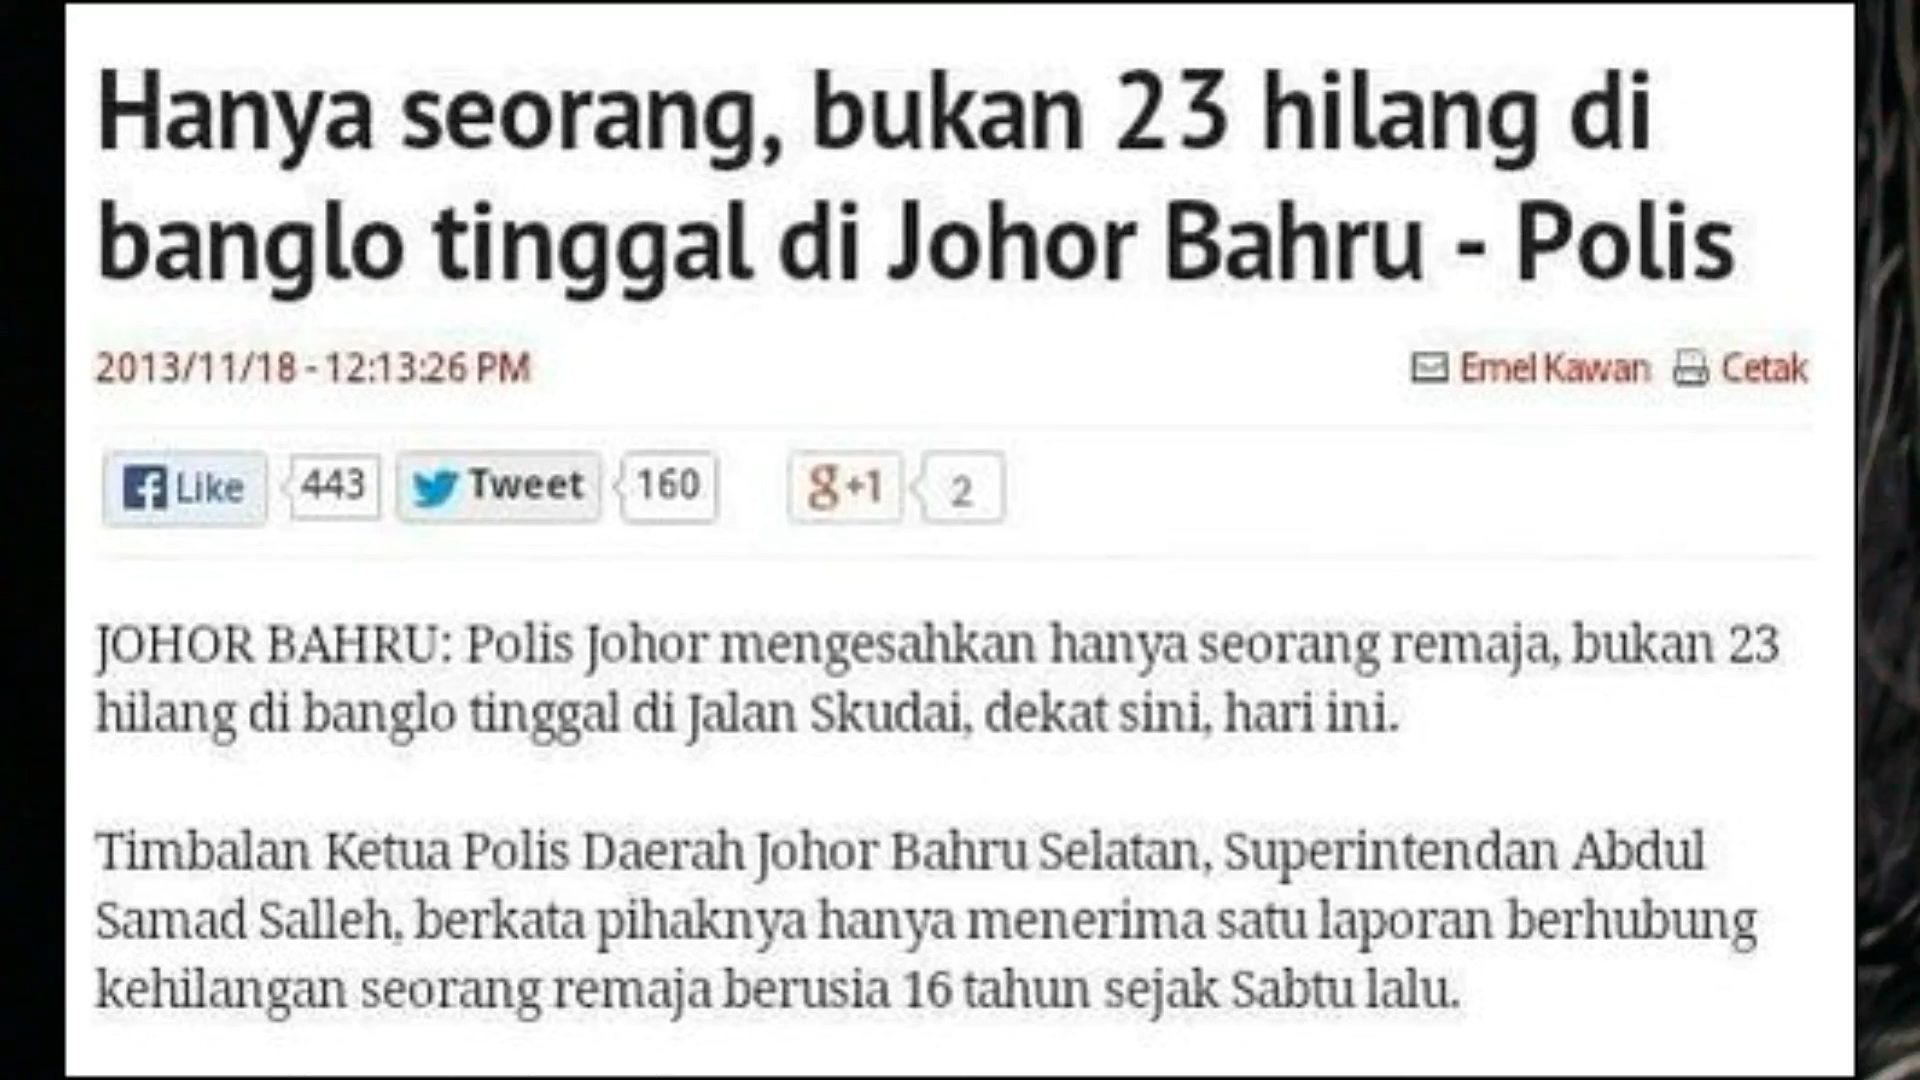 Hanya seorang, bukan 23 hilang di
banglo tinggal di Johor Bahru - Polis
2013/11/18 - 12:13:26 PM Emel Kawan Cetak
Like 443 Tweet 160 g+1 2
JOHOR BAHRU: Polis Johor mengesahkan hanya seorang remaja, bukan 23
hilang di banglo tinggal di Jalan Skudai, dekat sini, hari ini.
Timbalan Ketua Polis Daerah Johor Bahru Selatan, Superintendan Abdul
Samad Salleh, berkata pihaknya hanya menerima satu laporan berhubung
kehilangan seorang remaja berusia 16 tahun sejak Sabtu lalu.